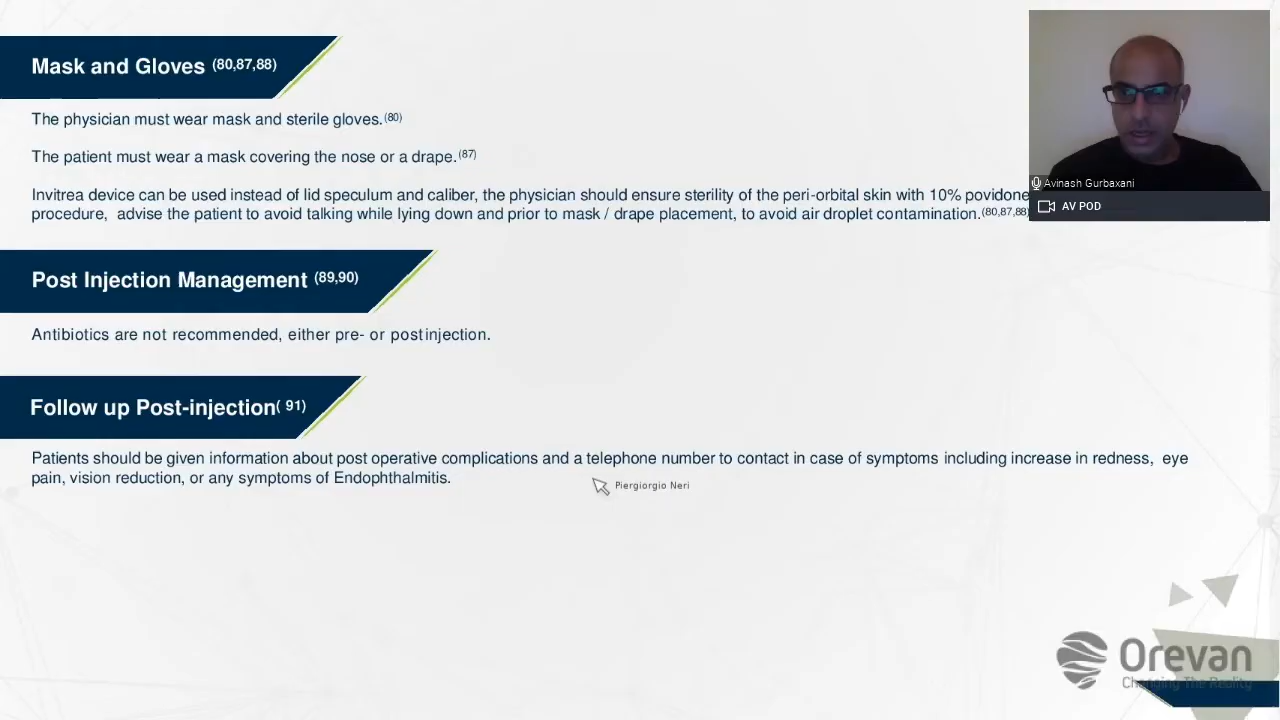 Mask and Gloves (80,87,88)
The physician must wear mask and sterile gloves.(80)
The patient must wear a mask covering the nose or a drape.(87)
Invitrea device can be used instead of lid speculum and caliber, the physician should ensure sterility of the peri-orbital skin with 10% povidone
procedure, advise the patient to avoid talking while lying down and prior to mask / drape placement, to avoid air droplet contamination.(80,87,88)
Avinash Gurbaxani
AV POD
Post Injection Management (89,90)
Antibiotics are not recommended, either pre- or post injection.
Follow up Post-injection( 91)
Patients should be given information about post operative complications and a telephone number to contact in case of symptoms including increase in redness, eye
pain, vision reduction, or any symptoms of Endophthalmitis.
Piergiorgio Neri
Orevan
Changing The Reality